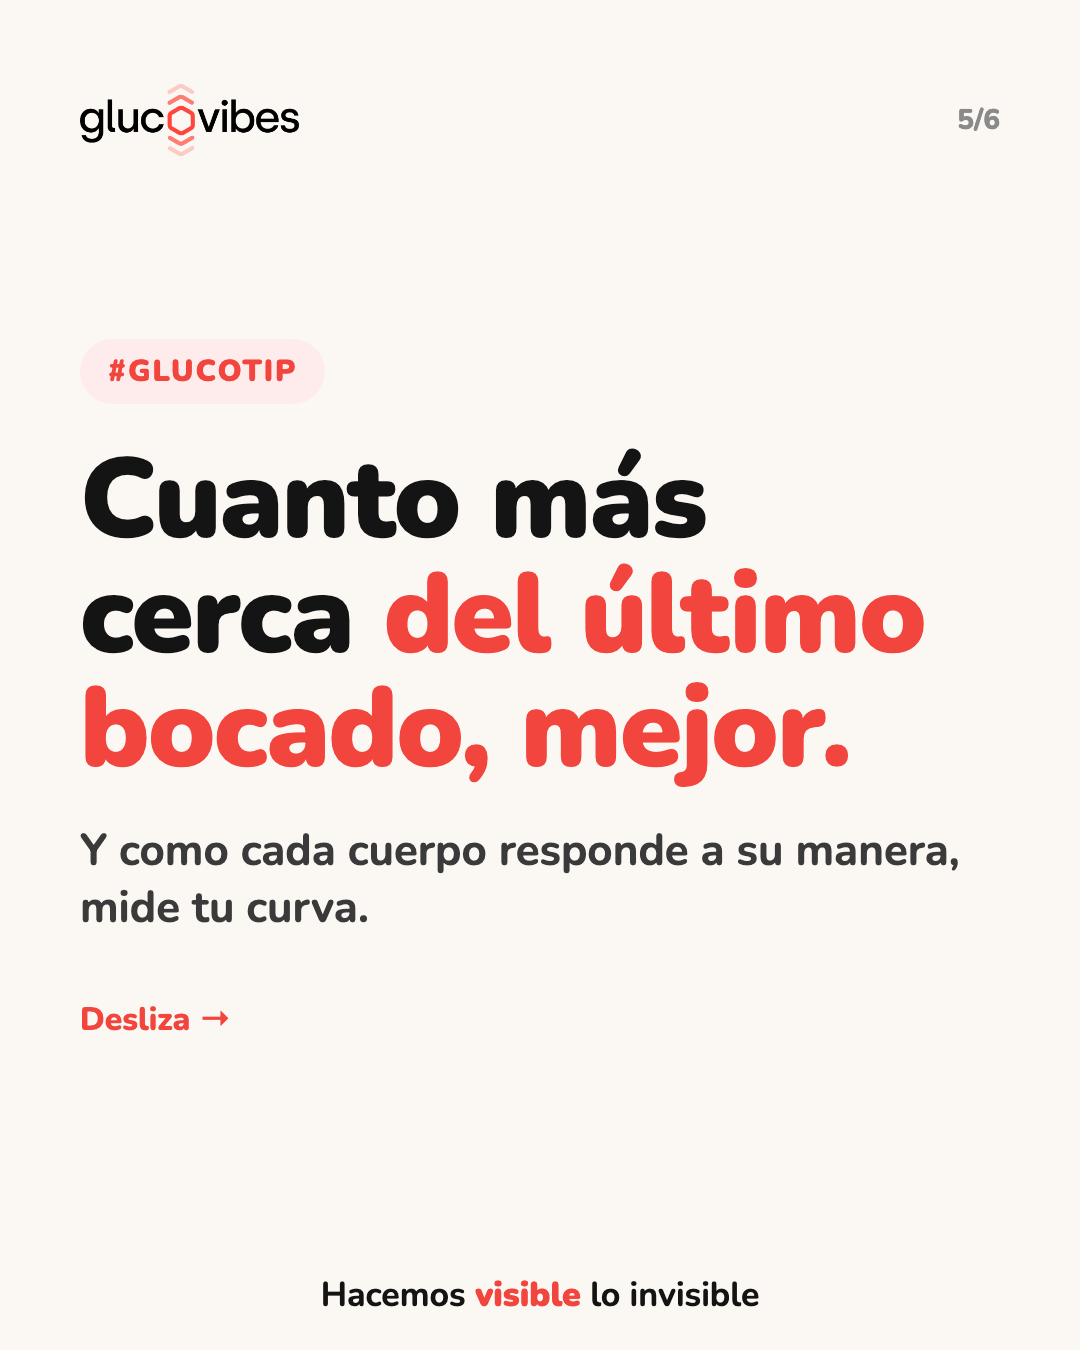 glucovibes
5/6
#GLUCOTIP
Cuanto más
cerca del último
bocado, mejor.
Y como cada cuerpo responde a su manera,
mide tu curva.
Desliza →
Hacemos visible lo invisible